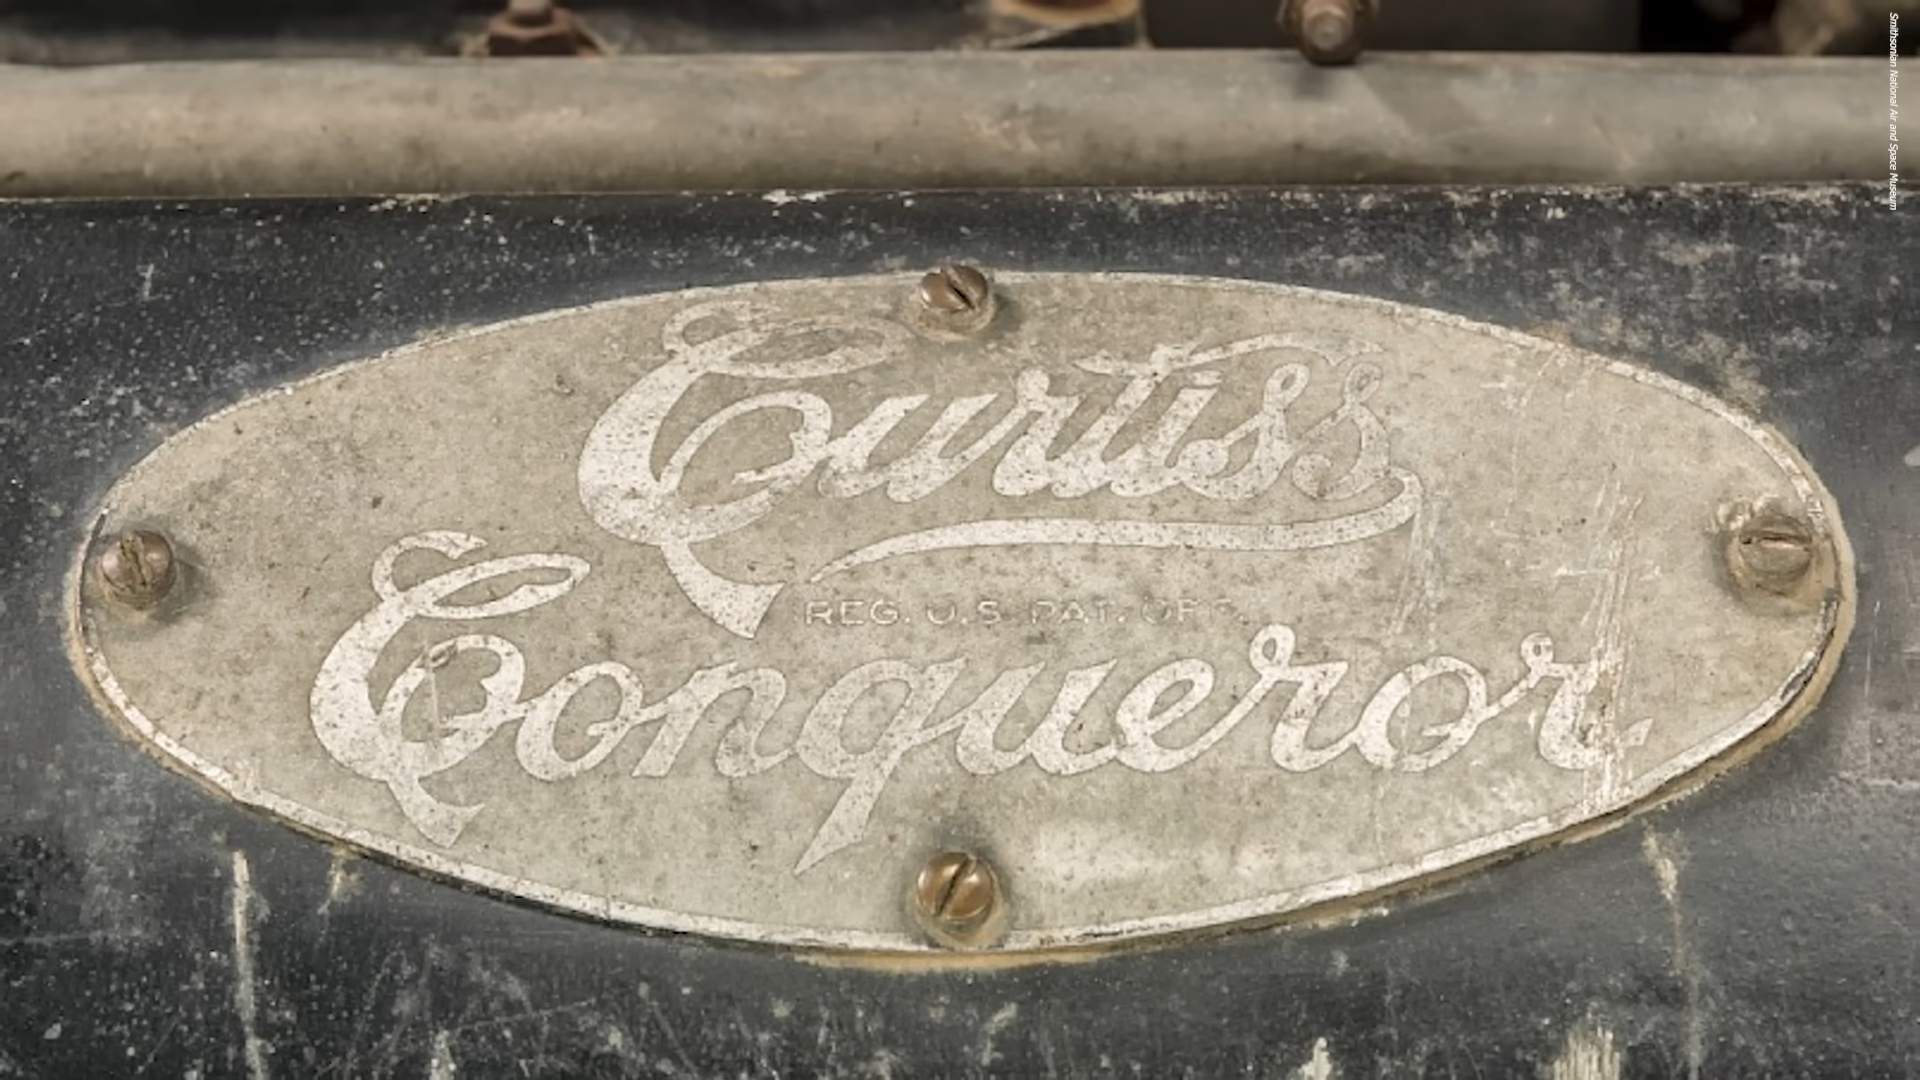 Curtiss
REG. U.S. PAT. OFF.
Conqueror
Smithsonian National Air and Space Museum